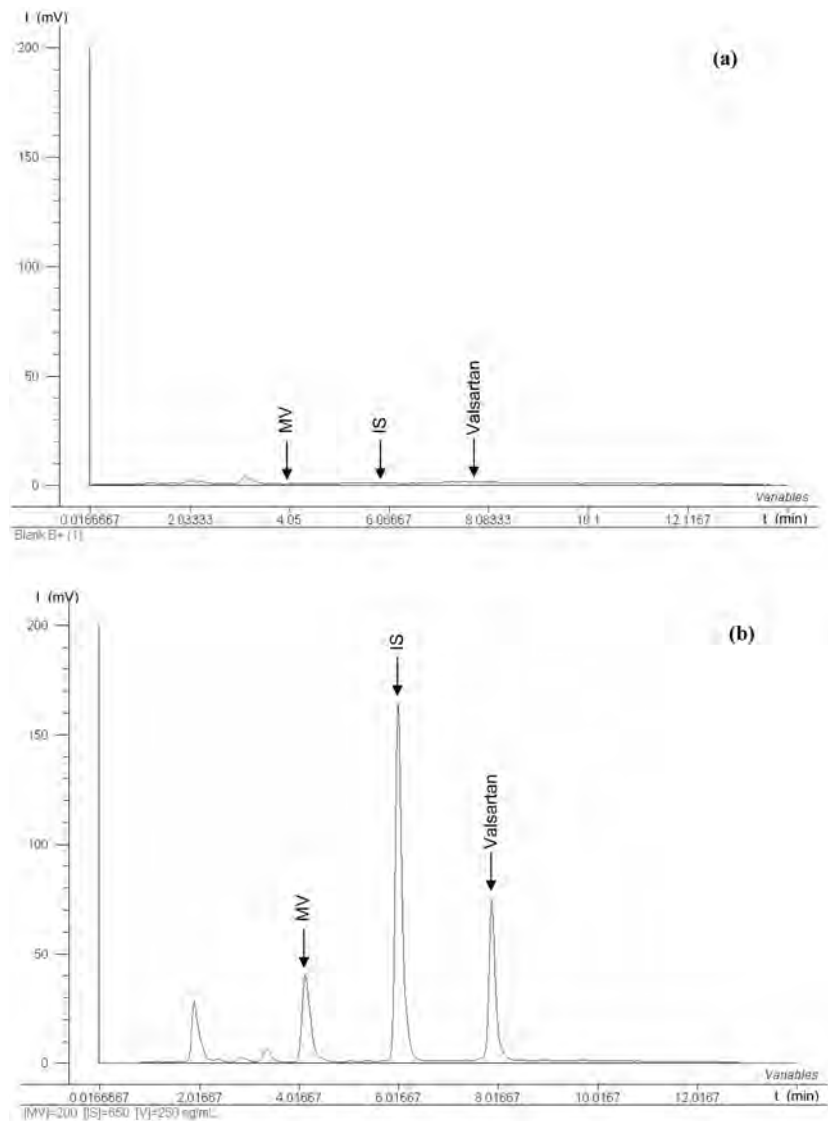 I (mV)
200
(a)
150
100
50
MV
IS
Valsartan
0
Variables
0.0166667 2.03333 4.05 6.06667 8.08333 10.1 12.1167 t (min)
Blank B+ (1)
I (mV)
200
(b)
IS
150
Valsartan
100
MV
50
0
Variables
0.0166667 2.01667 4.01667 6.01667 8.01667 10.0167 12.0167 t (min)
[MV]=200 [IS]=650 [V]=250 ng/mL